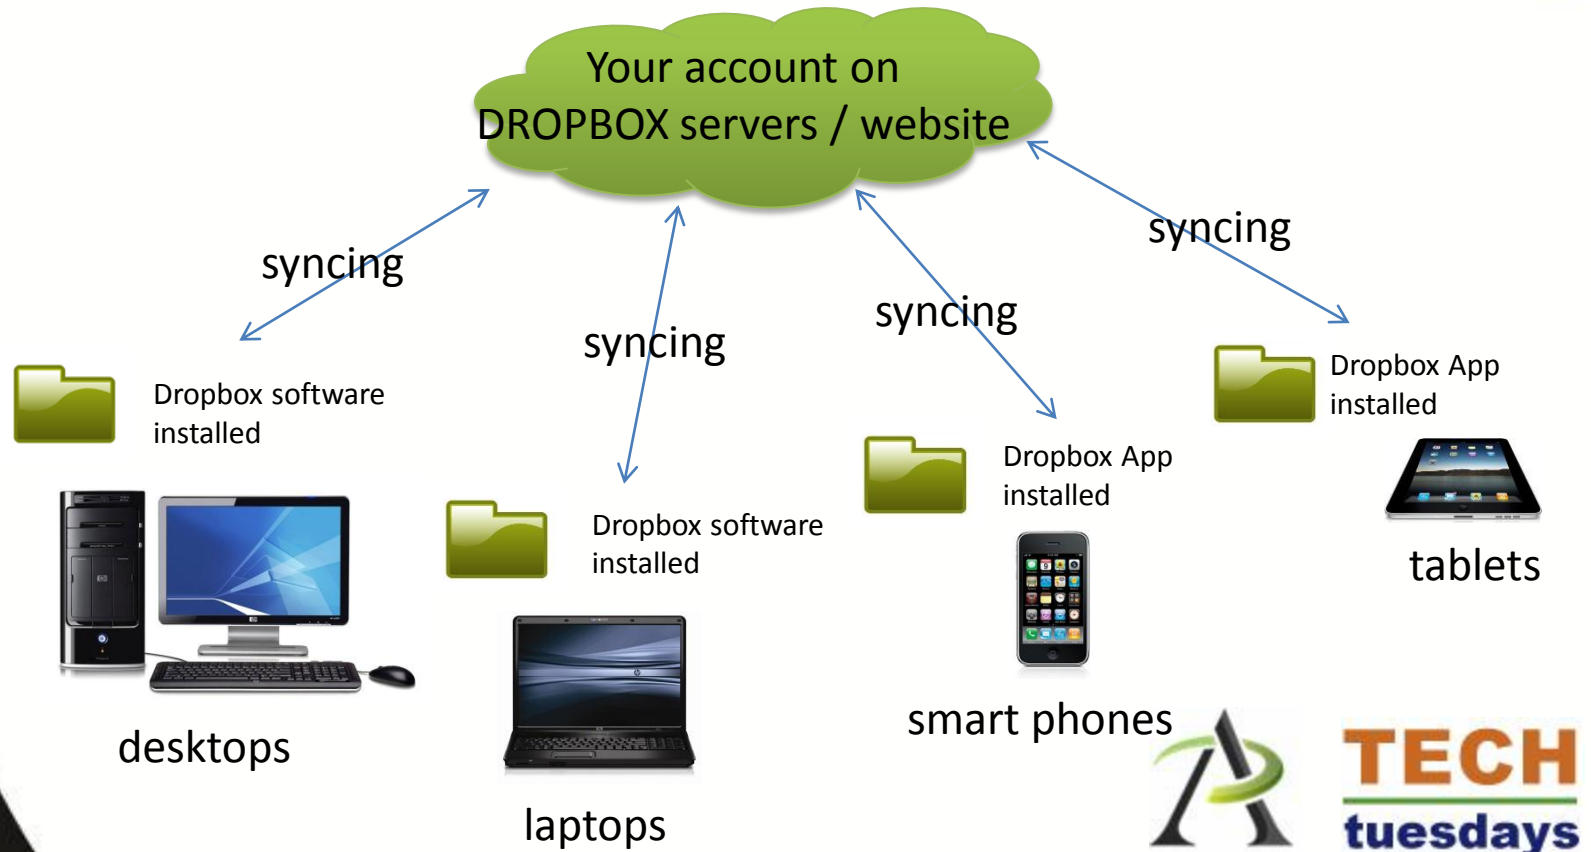 Your account on
DROPBOX servers / website
syncing
syncing
syncing
syncing
Dropbox software
installed
desktops
Dropbox software
installed
laptops
Dropbox App
installed
smart phones
Dropbox App
installed
tablets
TECH
tuesdays